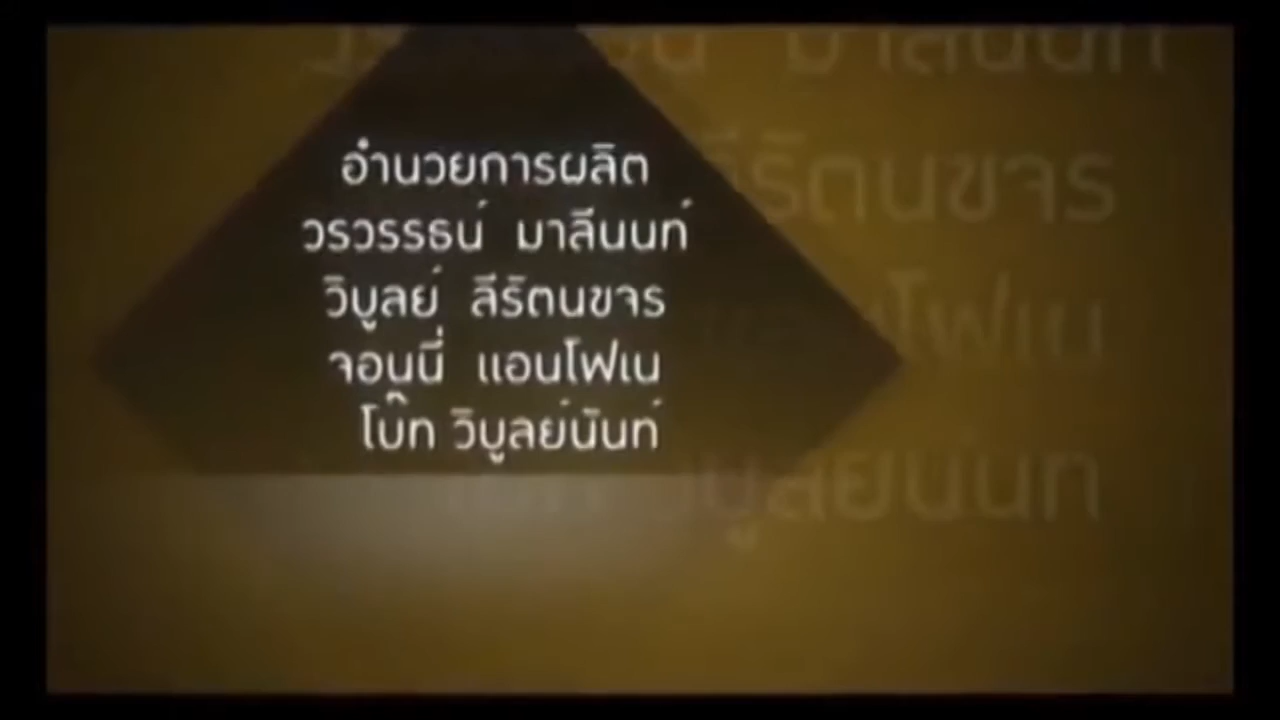 อำนวยการผลิต
วรวรรธน์ มาลีนนท์
วิบูลย์ ลีรัตนขจร
จอนนี่ แอนโฟเน
โบ๊ท วิบูลย์นันท์